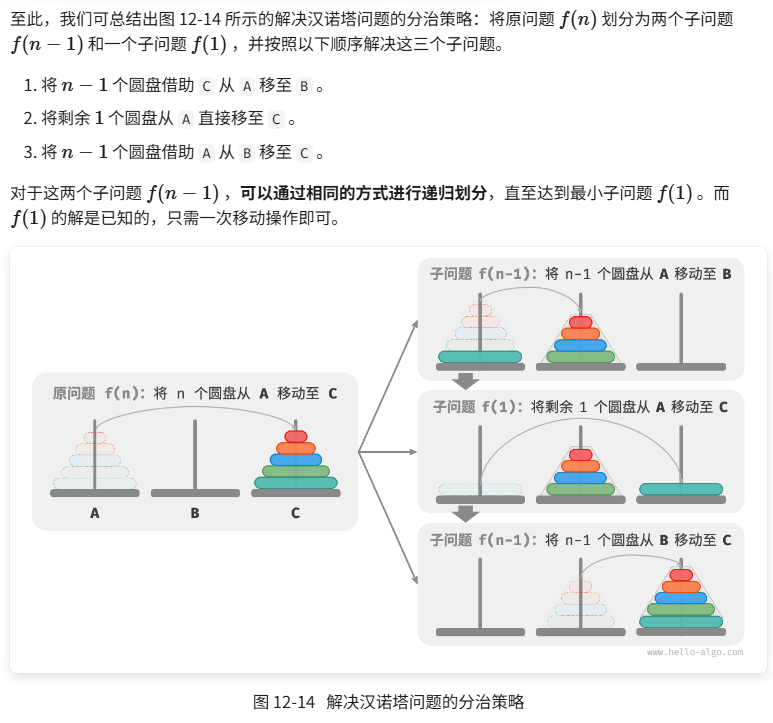 至此，我们可总结出图 12-14 所示的解决汉诺塔问题的分治策略：将原问题 f(n) 划分为两个子问题
f(n − 1) 和一个子问题 f(1) ，并按照以下顺序解决这三个子问题。
1. 将 n − 1 个圆盘借助 C 从 A 移至 B 。
2. 将剩余 1 个圆盘从 A 直接移至 C 。
3. 将 n − 1 个圆盘借助 A 从 B 移至 C 。
对于这两个子问题 f(n − 1) ，可以通过相同的方式进行递归划分，直至达到最小子问题 f(1) 。而
f(1) 的解是已知的，只需一次移动操作即可。
原问题 f(n)：将 n 个圆盘从 A 移动至 C
A B C
子问题 f(n-1)：将 n-1 个圆盘从 A 移动至 B
子问题 f(1)：将剩余 1 个圆盘从 A 移动至 C
子问题 f(n-1)：将 n-1 个圆盘从 B 移动至 C
www.hello-algo.com
图 12-14 解决汉诺塔问题的分治策略